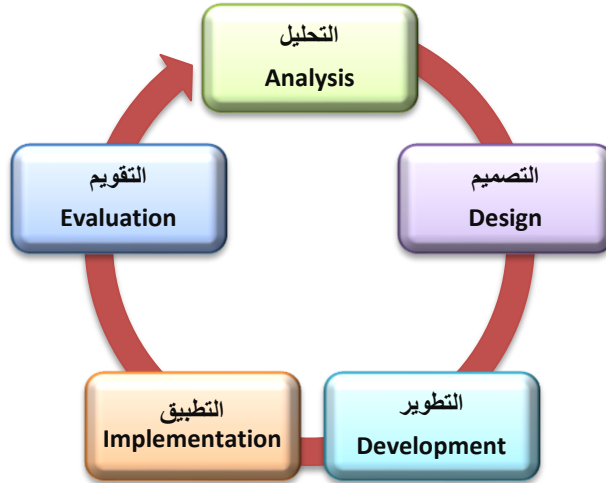 التحليل
Analysis
التصميم
Design
التطوير
Development
التطبيق
Implementation
التقويم
Evaluation